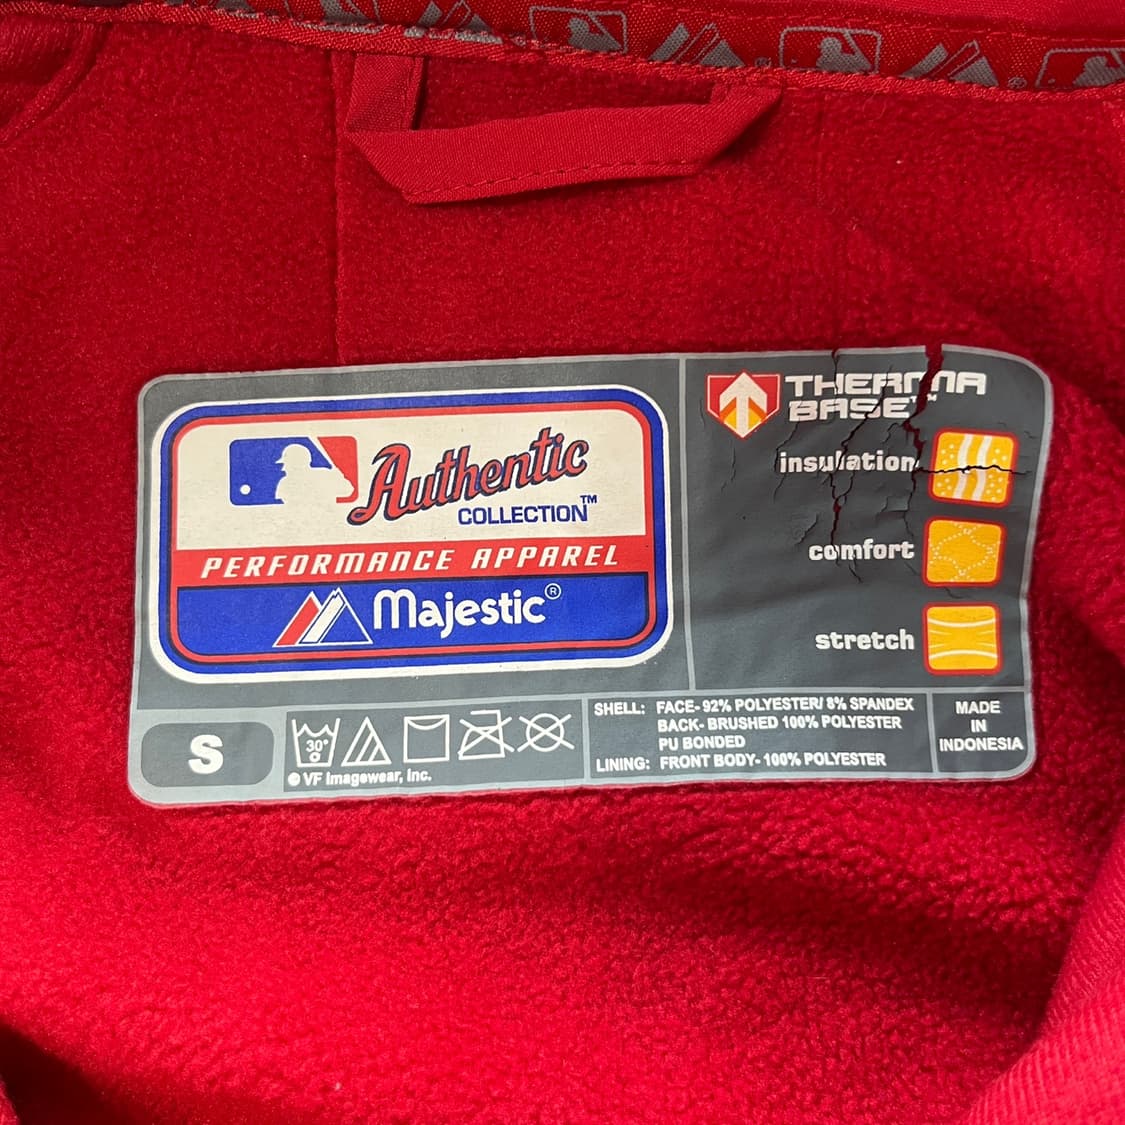 Authentic
COLLECTION™
PERFORMANCE APPAREL
Majestic®
THERMA
BASE™
insulation
comfort
stretch
S
30°
© VF Imagewear, Inc.
SHELL: FACE- 92% POLYESTER/ 8% SPANDEX
BACK- BRUSHED 100% POLYESTER
PU BONDED
LINING: FRONT BODY- 100% POLYESTER
MADE
IN
INDONESIA